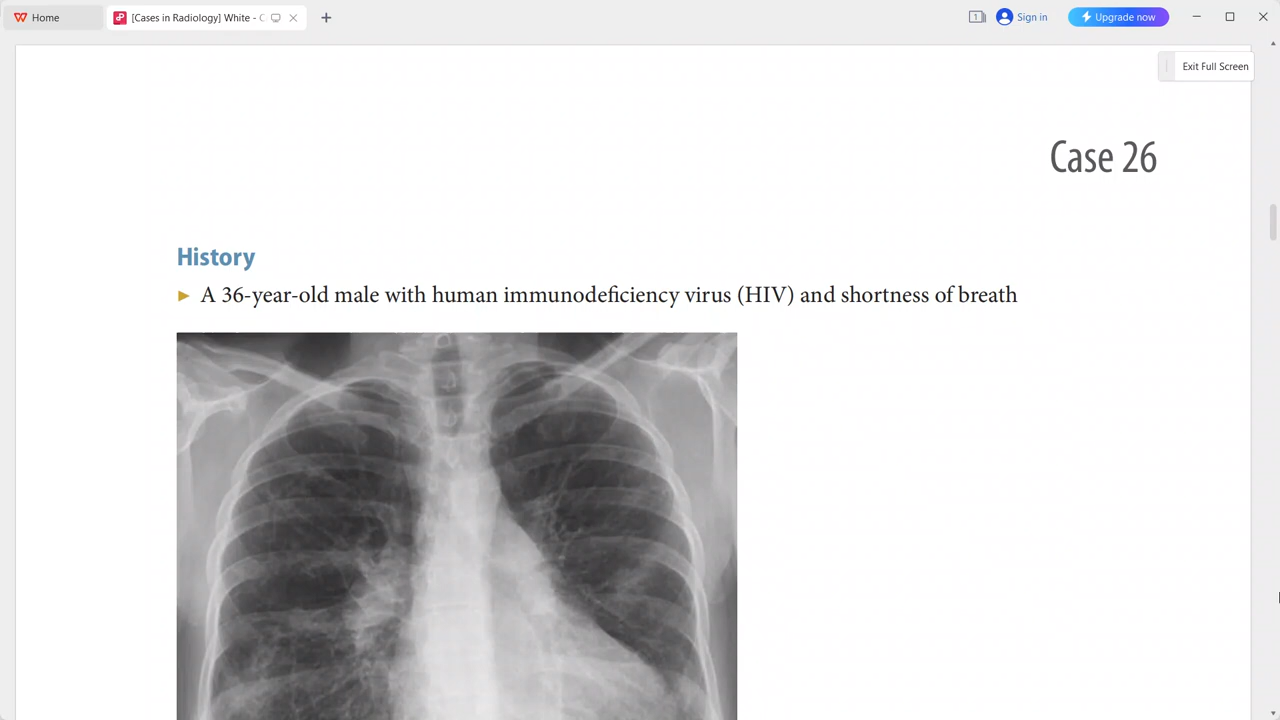 Home
[Cases in Radiology] White - C
1
Sign in
Upgrade now
Exit Full Screen
Case 26
History
► A 36-year-old male with human immunodeficiency virus (HIV) and shortness of breath